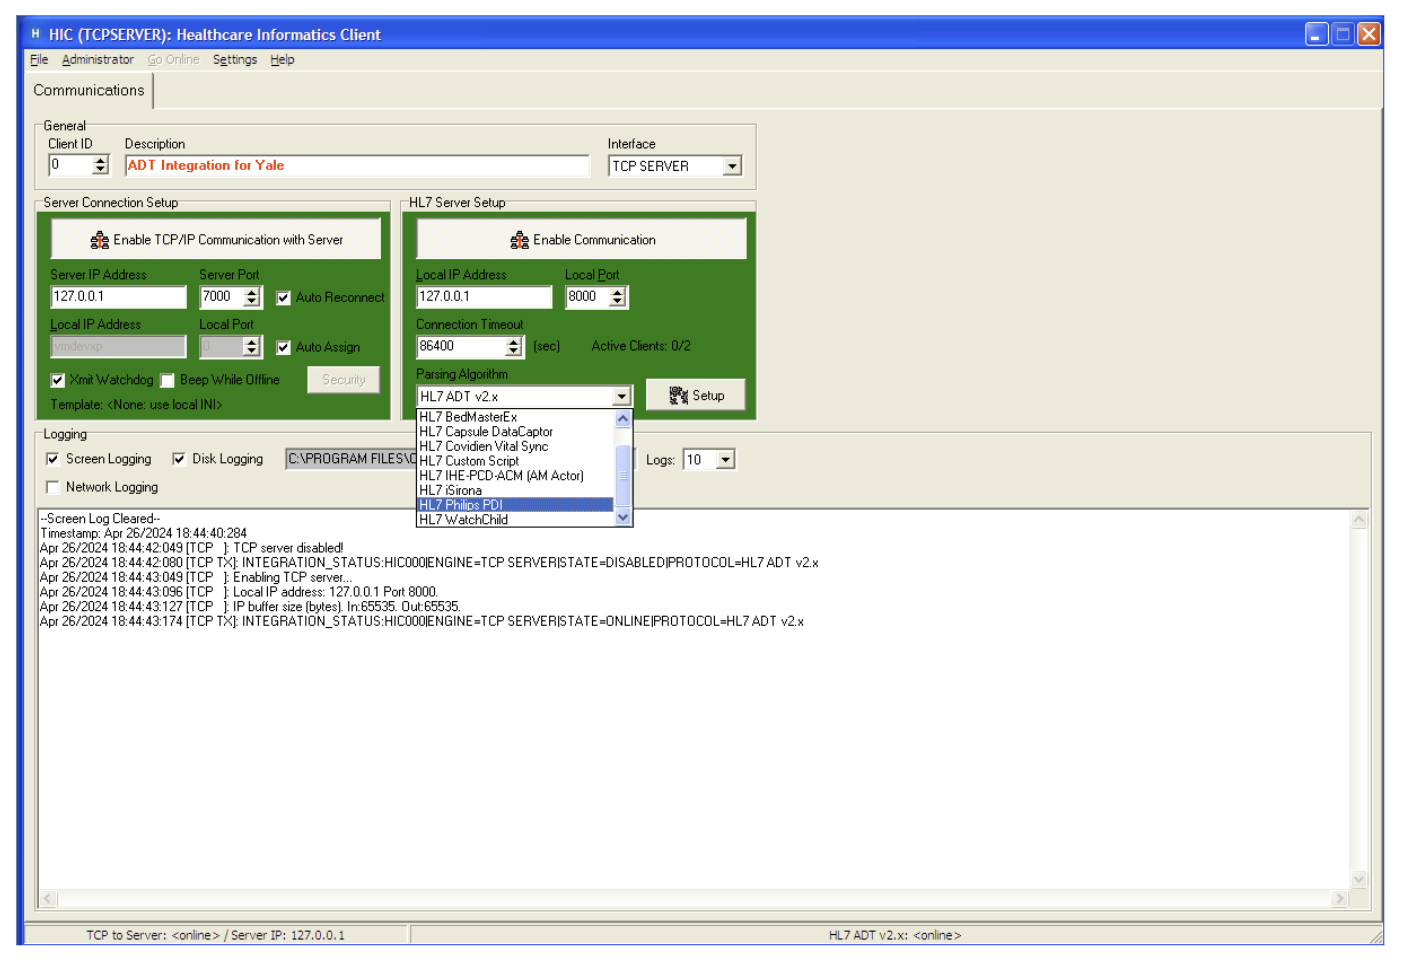 H HIC (TCPSERVER): Healthcare Informatics Client
File Administrator Go Online Settings Help
Communications
General
Client ID Description Interface
0 ADT Integration for Yale TCP SERVER
Server Connection Setup HL7 Server Setup
Enable TCP/IP Communication with Server Enable Communication
Server IP Address Server Port Local IP Address Local Port
127.0.0.1 7000 Auto Reconnect 127.0.0.1 8000
Local IP Address Local Port Connection Timeout
vmdevxp 0 Auto Assign 86400 (sec) Active Clients: 0/2
Xmit Watchdog Beep While Offline Security Parsing Algorithm
Template: <None: use local INI> HL7 ADT v2.x Setup
HL7 BedMasterEx
HL7 Capsule DataCaptor
HL7 Covidien Vital Sync
HL7 Custom Script
HL7 IHE-PCD-ACM (AM Actor)
HL7 iSirona
HL7 Philips PDI
HL7 WatchChild
Logging
Screen Logging Disk Logging C:\PROGRAM FILES\ Logs: 10
Network Logging
--Screen Log Cleared--
Timestamp: Apr 26/2024 18:44:40:284
Apr 26/2024 18:44:42:049 [TCP ]: TCP server disabled!
Apr 26/2024 18:44:42:080 [TCP TX]: INTEGRATION_STATUS:HIC000|ENGINE=TCP SERVER|STATE=DISABLED|PROTOCOL=HL7 ADT v2.x
Apr 26/2024 18:44:43:049 [TCP ]: Enabling TCP server...
Apr 26/2024 18:44:43:096 [TCP ]: Local IP address: 127.0.0.1 Port 8000.
Apr 26/2024 18:44:43:127 [TCP ]: IP buffer size (bytes). In:65535. Out:65535.
Apr 26/2024 18:44:43:174 [TCP TX]: INTEGRATION_STATUS:HIC000|ENGINE=TCP SERVER|STATE=ONLINE|PROTOCOL=HL7 ADT v2.x
TCP to Server: <online> / Server IP: 127.0.0.1 HL7 ADT v2.x: <online>